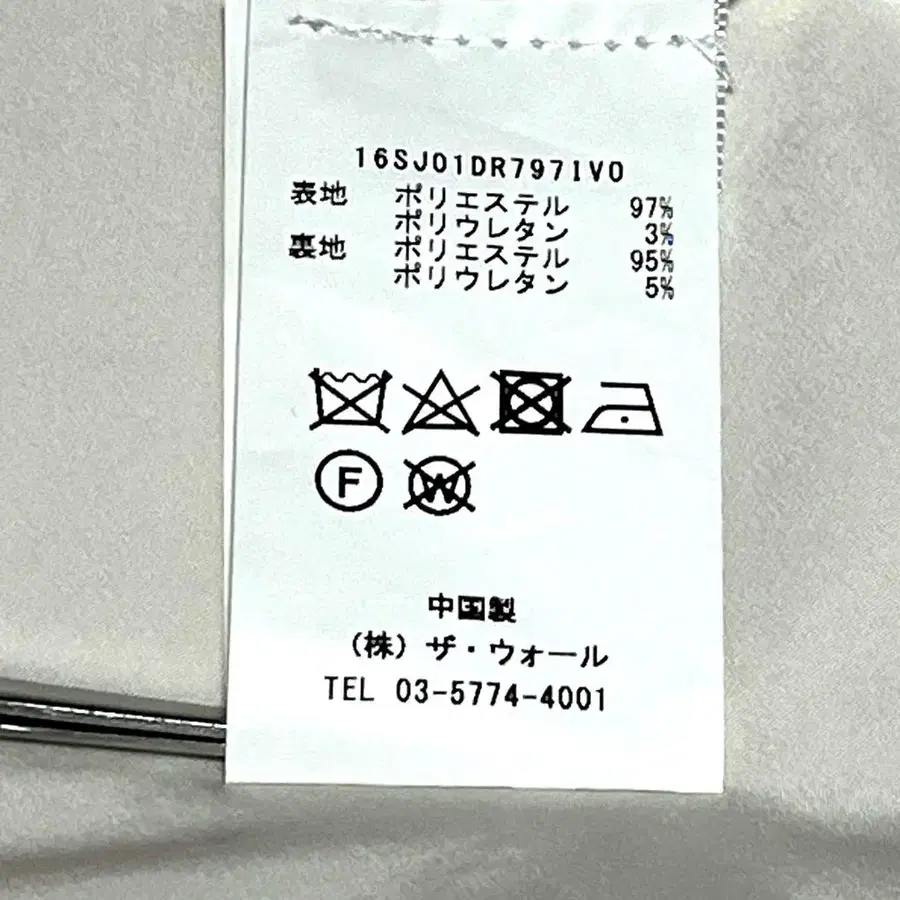 16SJ01DR797IVO
表地 ポリエステル 97%
ポリウレタン 3%
裏地 ポリエステル 95%
ポリウレタン 5%
F W
中国製
（株）ザ・ウォール
TEL 03-5774-4001